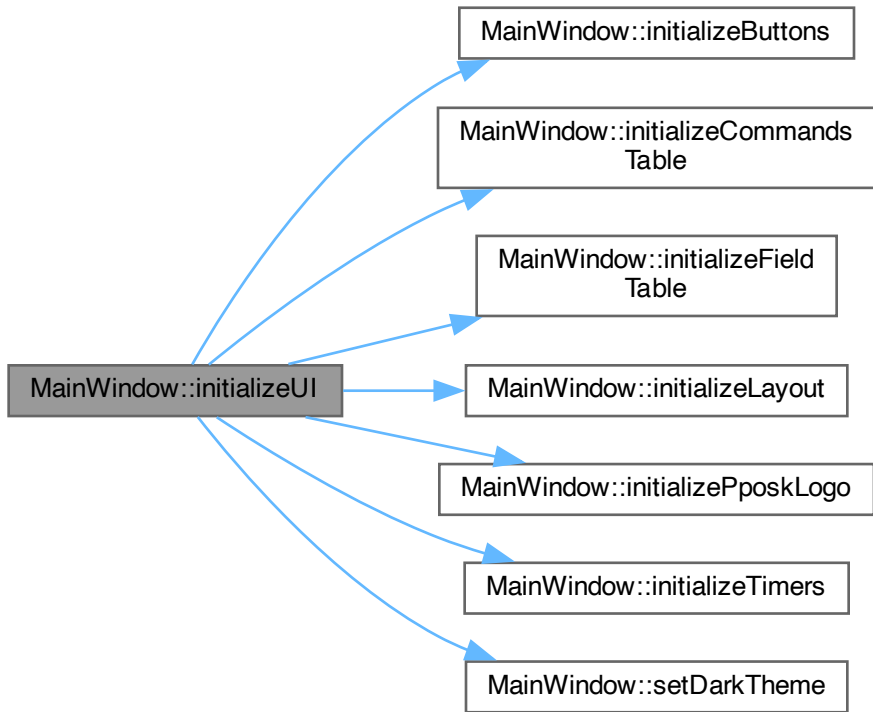 MainWindow::initializeButtons
MainWindow::initializeCommands
Table
MainWindow::initializeField
Table
MainWindow::initializeUI
MainWindow::initializeLayout
MainWindow::initializePposkLogo
MainWindow::initializeTimers
MainWindow::setDarkTheme